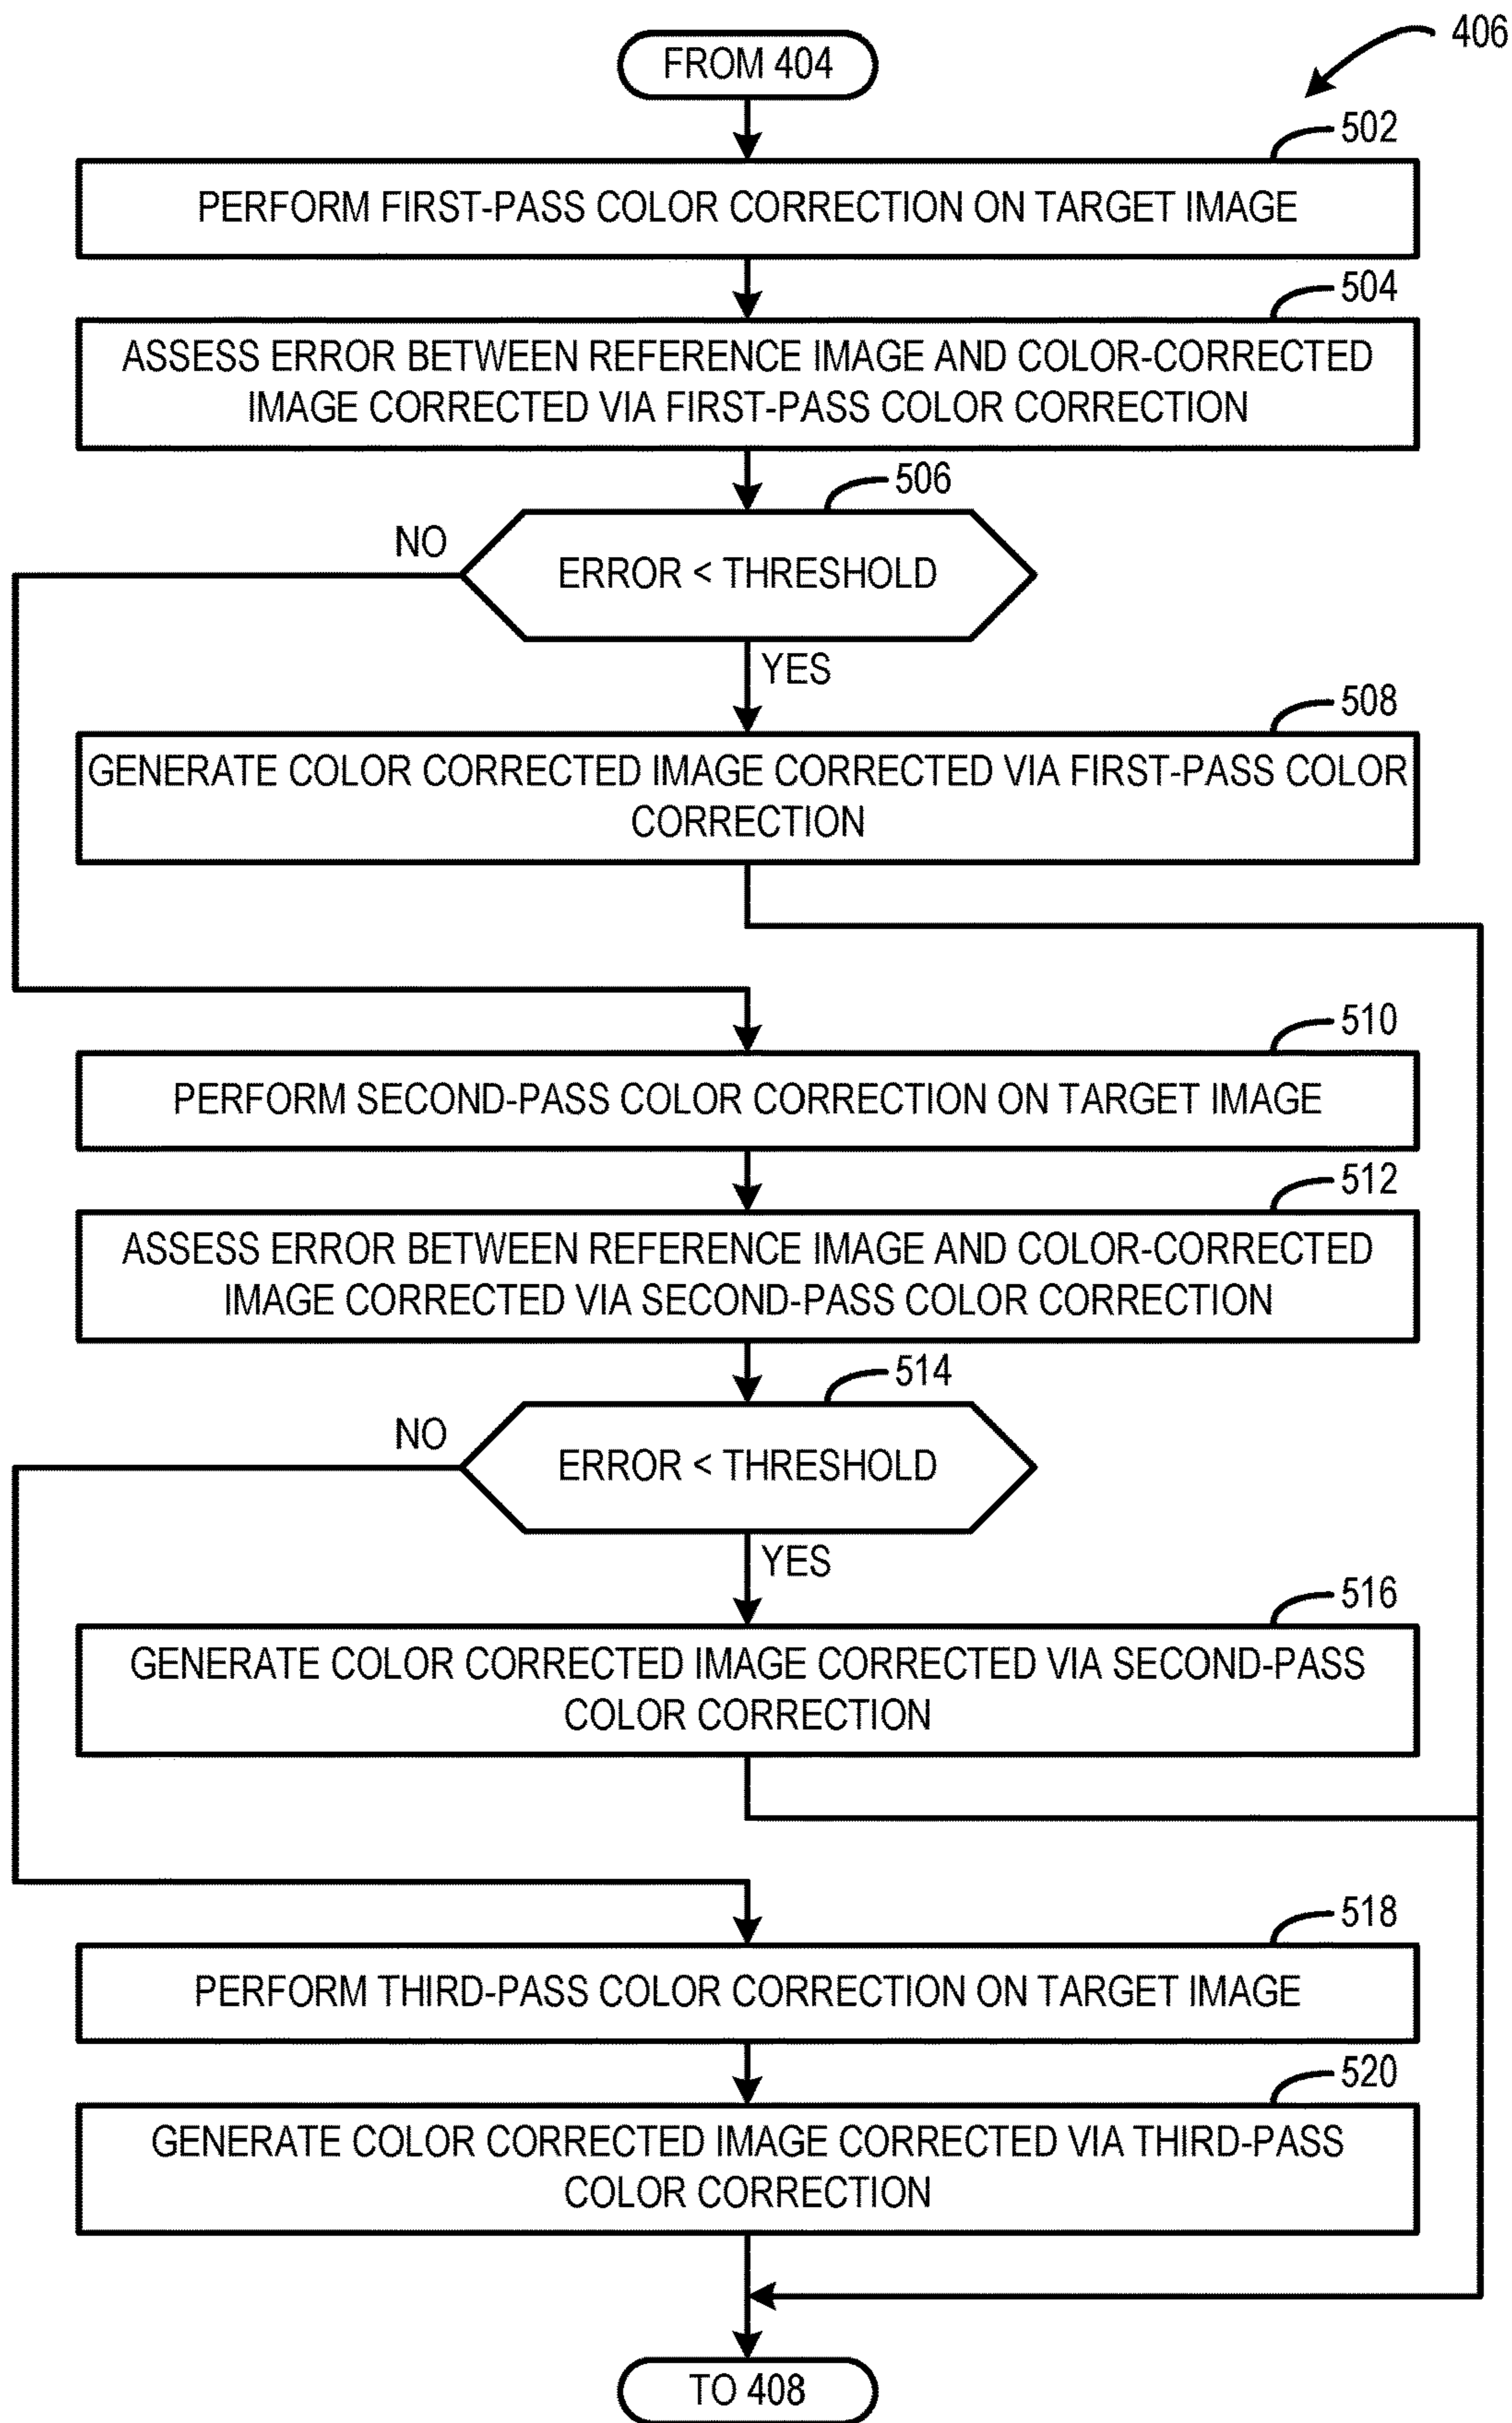 406
FROM 404
502
PERFORM FIRST-PASS COLOR CORRECTION ON TARGET IMAGE
504
ASSESS ERROR BETWEEN REFERENCE IMAGE AND COLOR-CORRECTED
IMAGE CORRECTED VIA FIRST-PASS COLOR CORRECTION
506
NO
ERROR < THRESHOLD
YES
508
GENERATE COLOR CORRECTED IMAGE CORRECTED VIA FIRST-PASS COLOR
CORRECTION
510
PERFORM SECOND-PASS COLOR CORRECTION ON TARGET IMAGE
512
ASSESS ERROR BETWEEN REFERENCE IMAGE AND COLOR-CORRECTED
IMAGE CORRECTED VIA SECOND-PASS COLOR CORRECTION
514
NO
ERROR < THRESHOLD
YES
516
GENERATE COLOR CORRECTED IMAGE CORRECTED VIA SECOND-PASS
COLOR CORRECTION
518
PERFORM THIRD-PASS COLOR CORRECTION ON TARGET IMAGE
520
GENERATE COLOR CORRECTED IMAGE CORRECTED VIA THIRD-PASS
COLOR CORRECTION
TO 408